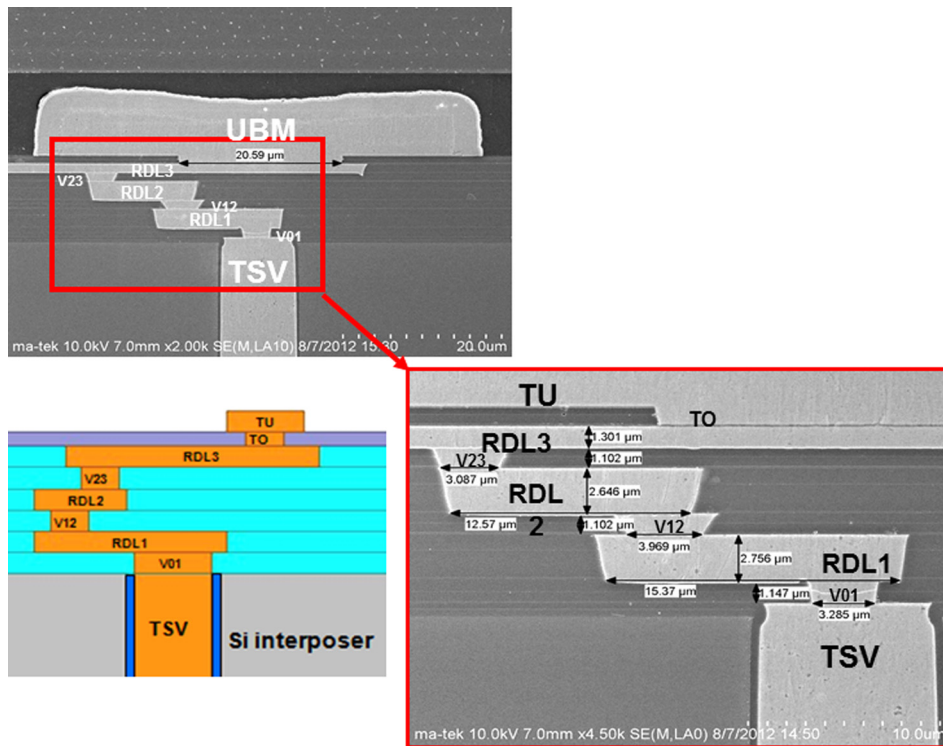 UBM
20.59 µm
RDL3
V23
RDL2
V12
RDL1
V01
TSV
ma-tek 10.0kV 7.0mm x2.00k SE(M,LA10) 8/7/2012 15:30
20.0um
TU
TO
RDL3
V23
RDL2
V12
RDL1
V01
TSV
Si interposer
TU
TO
RDL3
1.301 µm
V23
1.102 µm
3.087 µm
RDL
2
2.646 µm
12.57 µm
1.102 µm
V12
3.969 µm
2.756 µm
RDL1
15.37 µm
1.147 µm
V01
3.285 µm
TSV
ma-tek 10.0kV 7.0mm x4.50k SE(M,LA0) 8/7/2012 14:50
10.0um